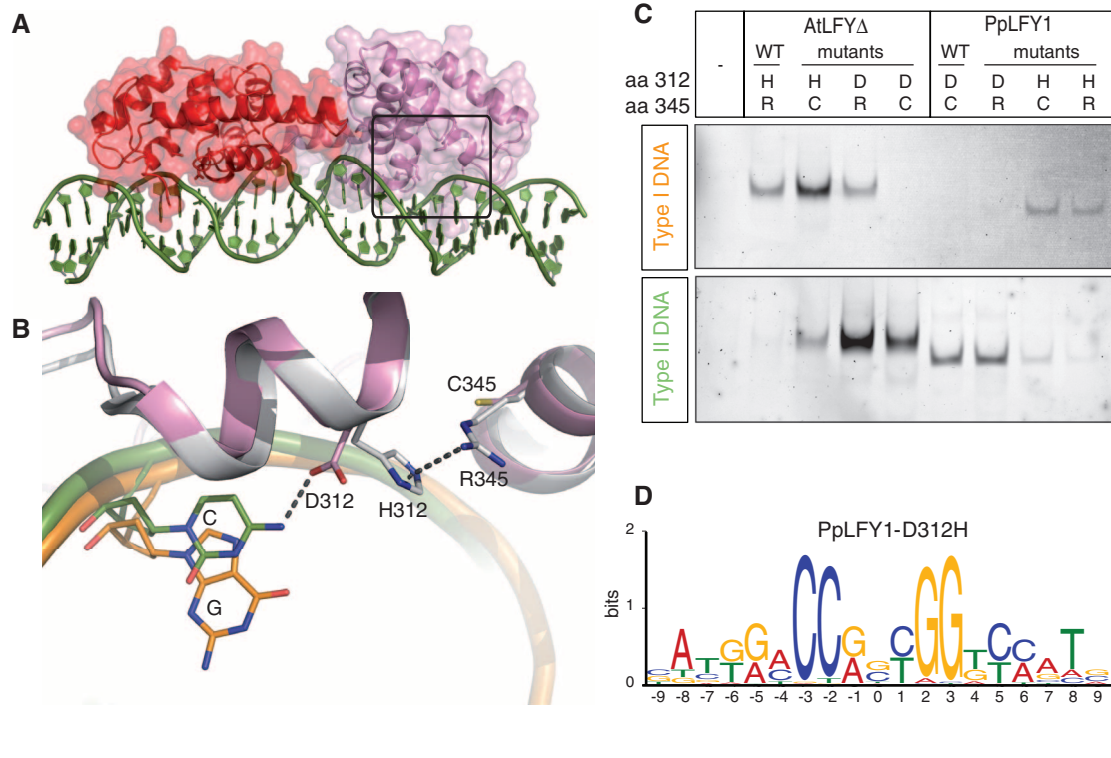 A
B
C345
R345
D312
H312
C
G
C
AtLFYΔ PpLFY1
WT mutants WT mutants
-
aa 312 H H D D D D H H
aa 345 R C R C C R C R
Type I DNA
Type II DNA
D
PpLFY1-D312H
2
bits
1
0
-9 -8 -7 -6 -5 -4 -3 -2 -1 0 1 2 3 4 5 6 7 8 9